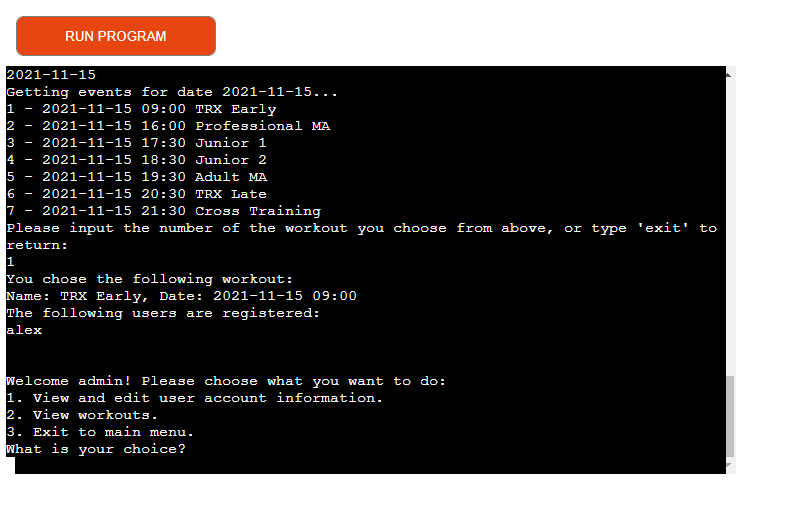 RUN PROGRAM
2021-11-15
Getting events for date 2021-11-15...
1 - 2021-11-15 09:00 TRX Early
2 - 2021-11-15 16:00 Professional MA
3 - 2021-11-15 17:30 Junior 1
4 - 2021-11-15 18:30 Junior 2
5 - 2021-11-15 19:30 Adult MA
6 - 2021-11-15 20:30 TRX Late
7 - 2021-11-15 21:30 Cross Training
Please input the number of the workout you choose from above, or type 'exit' to
return:
1
You chose the following workout:
Name: TRX Early, Date: 2021-11-15 09:00
The following users are registered:
alex
Welcome admin! Please choose what you want to do:
1. View and edit user account information.
2. View workouts.
3. Exit to main menu.
What is your choice?